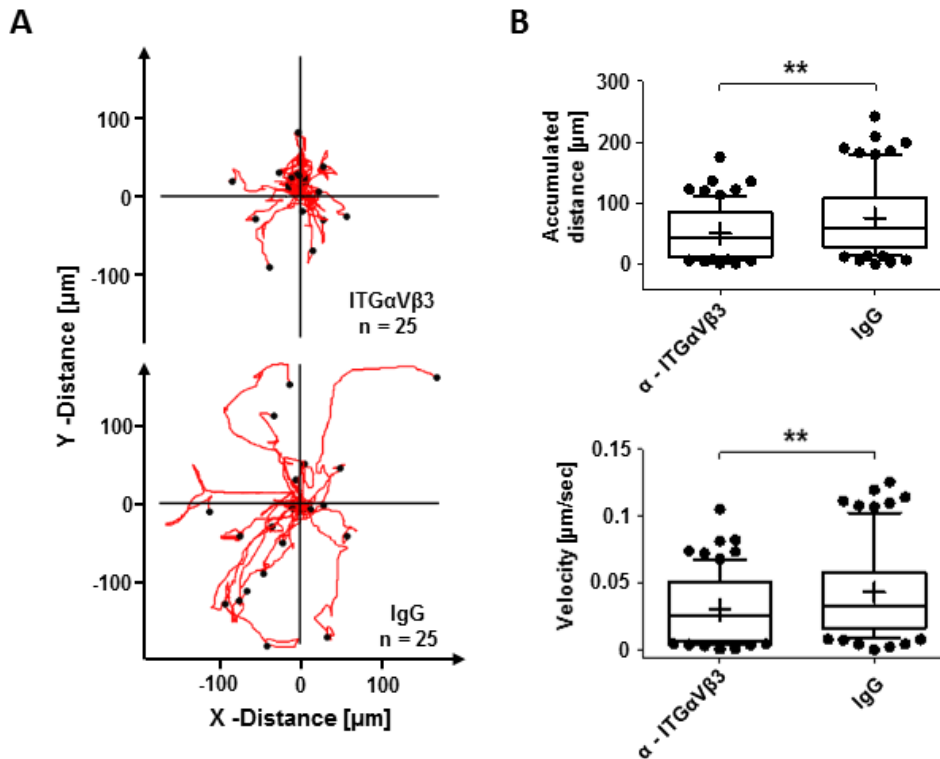 A
Y -Distance [µm]
100
0
-100
ITGαVβ3
n = 25
100
0
-100
IgG
n = 25
-100
0
100
X -Distance [µm]
B
**
Accumulated
distance [µm]
300
200
100
0
α - ITGαVβ3
IgG
**
Velocity [µm/sec]
0.15
0.1
0.05
0
α - ITGαVβ3
IgG